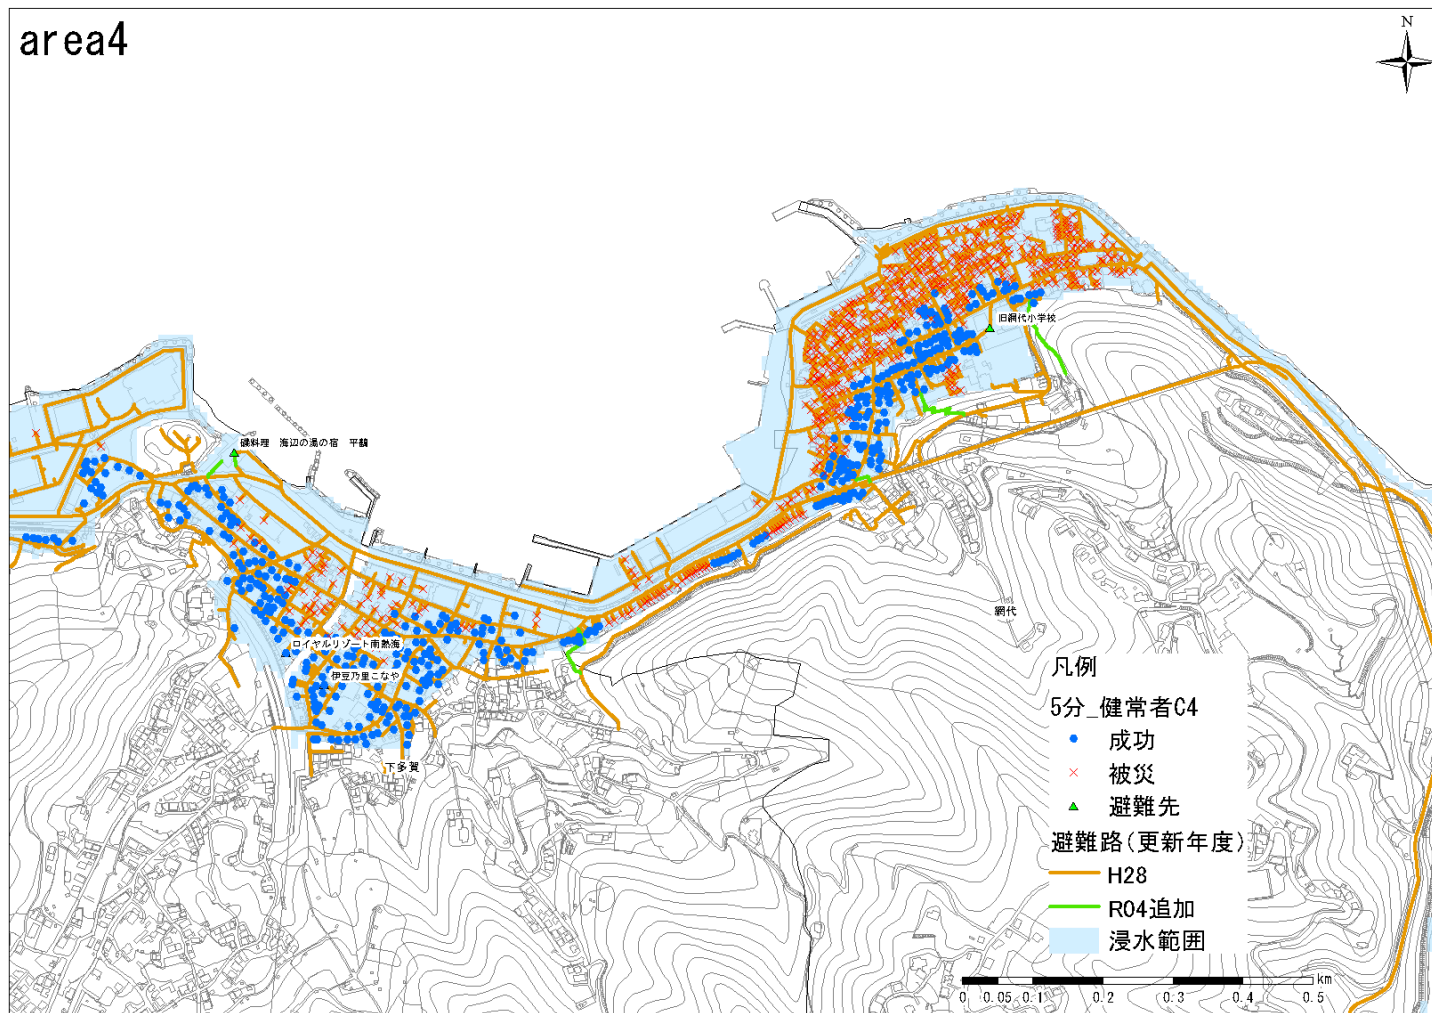 area4
N
旧網代小学校
磯料理 海辺の湯の宿 平鶴
網代
ロイヤルリゾート南熱海
伊豆乃里こなや
下多賀
凡例
5分_健常者C4
成功
被災
避難先
避難路(更新年度)
H28
R04追加
浸水範囲
km
0 0.05 0.1 0.2 0.3 0.4 0.5